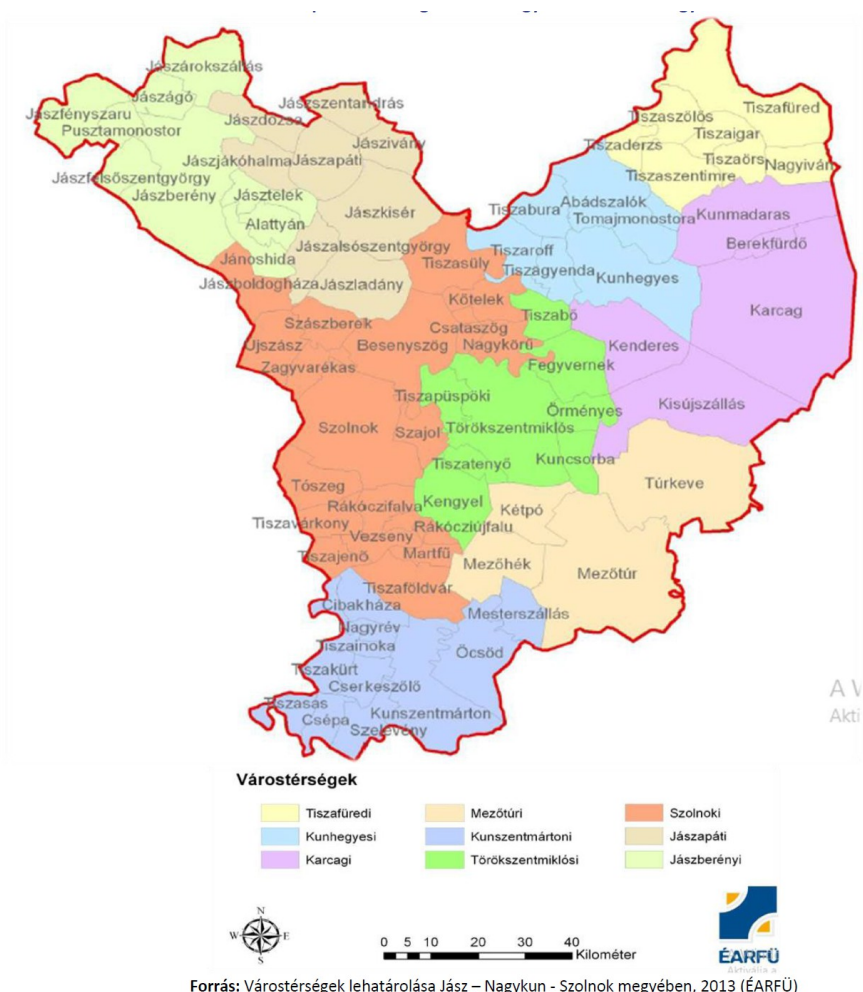 Jászárokszállás
Jászágó
Jászszentandrás
Jászfényszaru
Jászdózsa
Tiszafüred
Pusztamonostor
Tiszaszőlős
Jászivány
Tiszaigar
Jászjákóhalma
Jászapáti
Tiszaderzs
Tiszaörs
Nagyiván
Jászfelsőszentgyörgy
Tiszaszentimre
Jászberény
Jásztelek
Abádszalók
Jászkisér
Tiszabura
Tomajmonostora
Kunmadaras
Alattyán
Berekfürdő
Jászalsószentgyörgy
Tiszaroff
Jánoshida
Tiszasüly
Tiszagyenda
Kunhegyes
Jászboldogháza
Jászladány
Kőtelek
Karcag
Tiszabő
Szászberek
Csataszög
Újszász
Besenyszög
Nagykörű
Kenderes
Zagyvarékas
Fegyvernek
Tiszapüspöki
Kisújszállás
Örményes
Szolnok
Szajol
Törökszentmiklós
Tiszatenyő
Kuncsorba
Tószeg
Túrkeve
Kengyel
Rákóczifalva
Kétpó
Tiszavárkony
Rákócziújfalu
Vezseny
Tiszajenő
Martfű
Mezőhék
Mezőtúr
Tiszaföldvár
Cibakháza
Mesterszállás
Nagyrév
Tiszainoka
Öcsöd
Tiszakürt
Cserkeszőlő
Tiszasas
Csépa
Kunszentmárton
Szelevény
Várostérségek
Tiszafüredi
Mezőtúri
Szolnoki
Kunhegyesi
Kunszentmártoni
Jászapáti
Karcagi
Törökszentmiklósi
Jászberényi
N
W
E
S
0 5 10 20 30 40
Kilométer
ÉARFÜ
Forrás: Várostérségek lehatárolása Jász – Nagykun - Szolnok megyében, 2013 (ÉARFÜ)